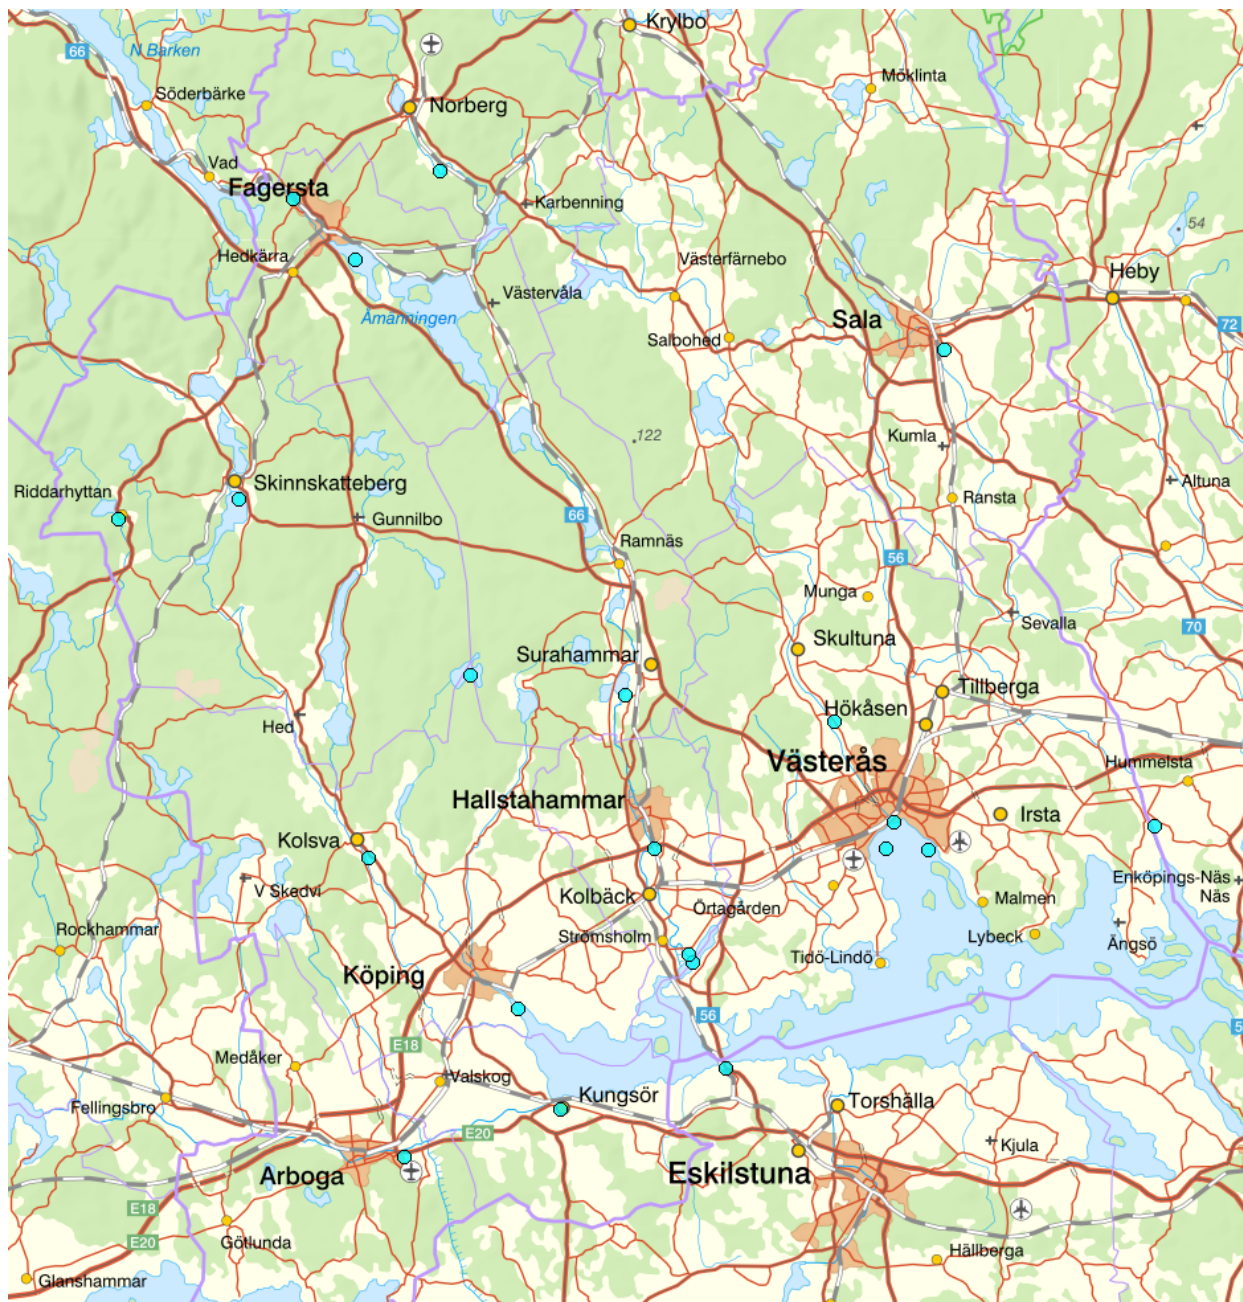 Krylbo
66
N Barken
Möklinta
Söderbärke
Norberg
Vad
Fagersta
Karbenning
54
Hedkärra
Västerfärnebo
Heby
Västervåla
Åmänningen
Sala
72
Salbohed
122
Kumla
Skinnskatteberg
Altuna
Riddarhyttan
Ransta
Gunnilbo
66
Ramnäs
56
Munga
Sevalla
70
Skultuna
Surahammar
Tillberga
Hed
Hökåsen
Västerås
Hummelsta
Hallstahammar
Irsta
Kolsva
V Skedvi
Kolbäck
Enköpings-Näs
Näs
Malmen
Örtagården
Rockhammar
Strömsholm
Lybeck
Ängsö
Tidö-Lindö
Köping
56
E18
Medåker
Valskog
Kungsör
Torshälla
Fellingsbro
E20
Kjula
Arboga
Eskilstuna
E18
E20
Götlunda
Hällberga
Glanshammar